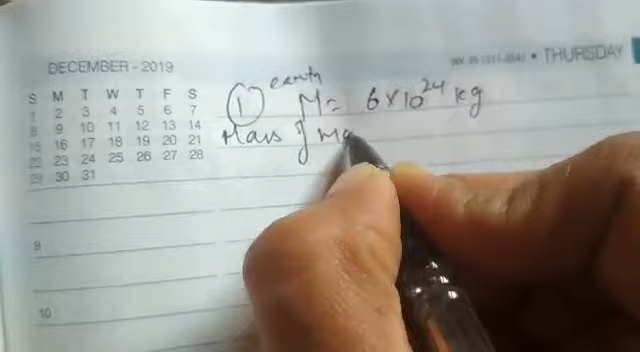 DECEMBER - 2019
THURSDAY
S M T W T F S
1 2 3 4 5 6 7
8 9 10 11 12 13 14
15 16 17 18 19 20 21
22 23 24 25 26 27 28
29 30 31
earth
① M = 6×10²⁴ kg
Mass of Ma
9
10